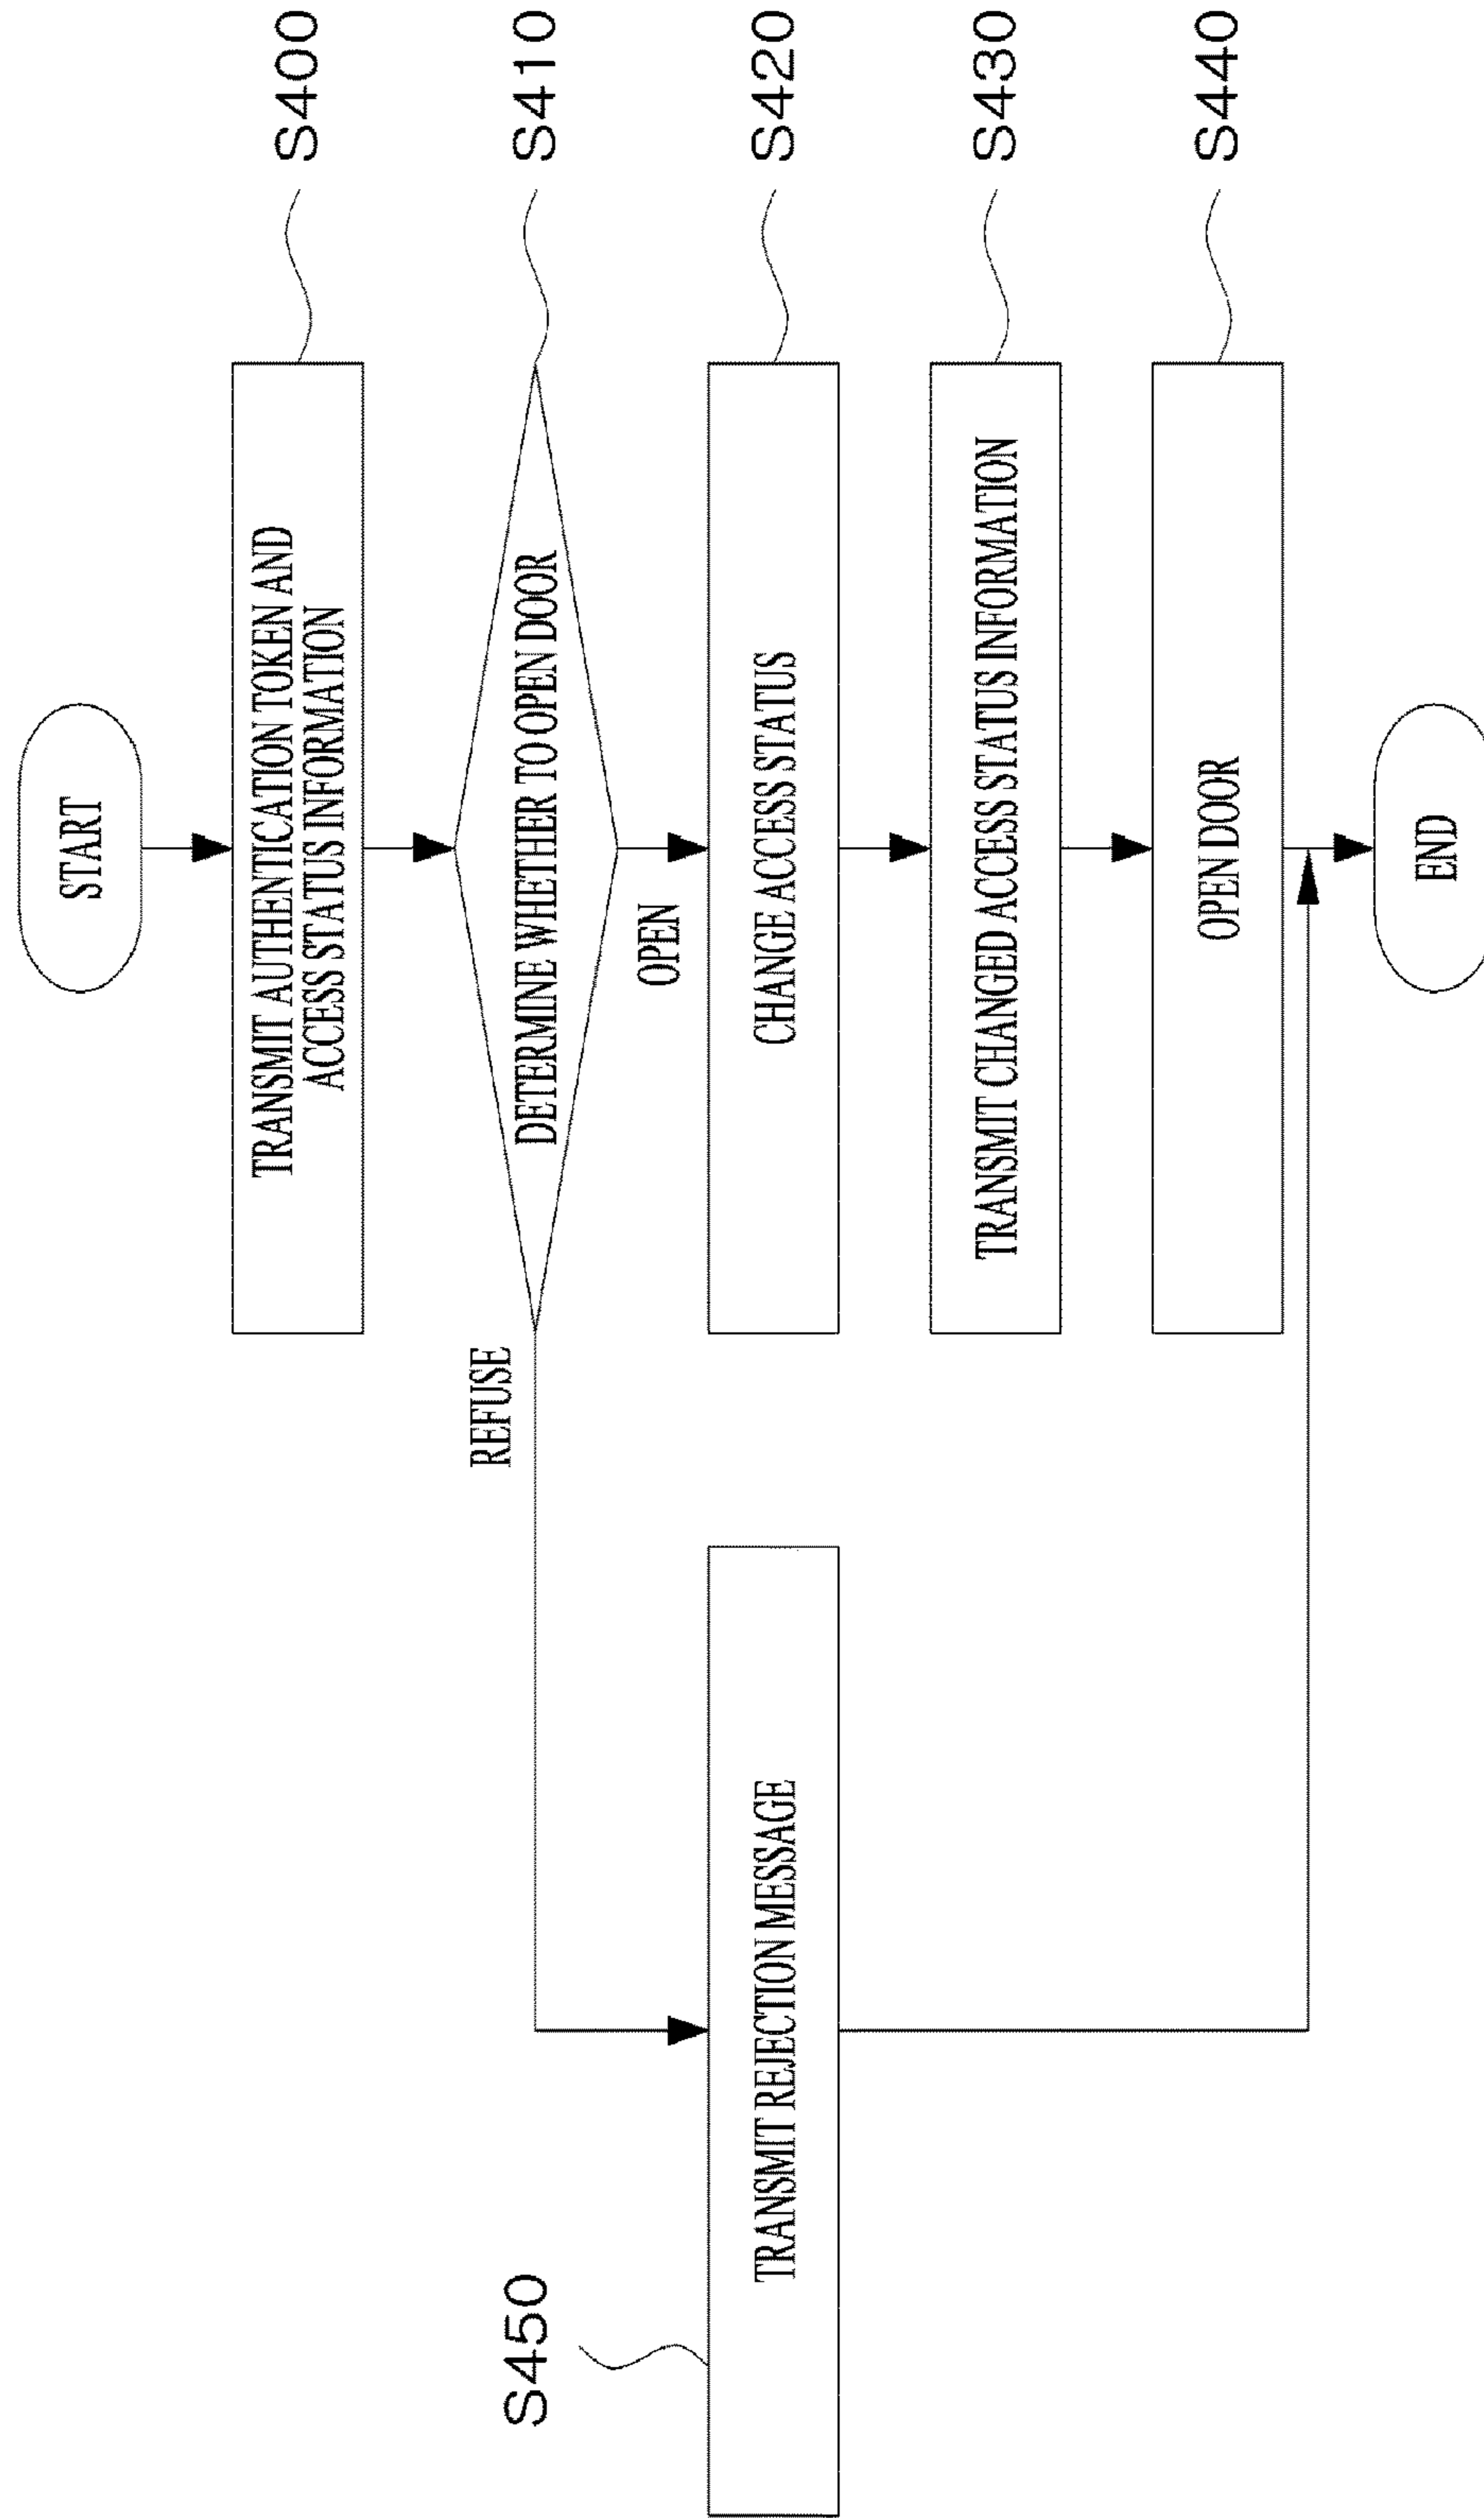 START
TRANSMIT AUTHENTICATION TOKEN AND
ACCESS STATUS INFORMATION
S400
DETERMINE WHETHER TO OPEN DOOR
S410
REFUSE
OPEN
CHANGE ACCESS STATUS
S420
S450
TRANSMIT REJECTION MESSAGE
TRANSMIT CHANGED ACCESS STATUS INFORMATION
S430
OPEN DOOR
S440
END